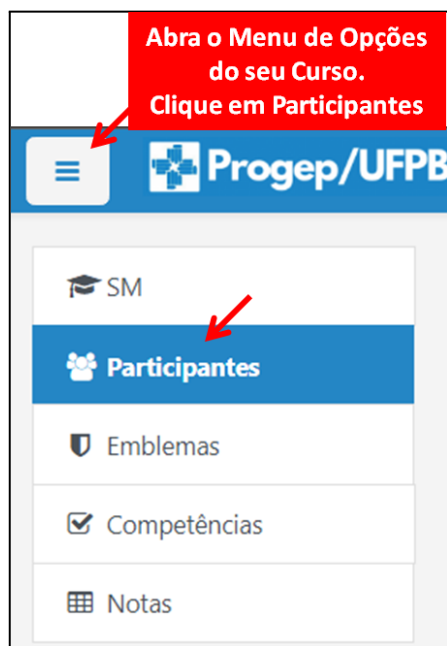 Abra o Menu de Opções
do seu Curso.
Clique em Participantes
Progep/UFPB
SM
Participantes
Emblemas
Competências
Notas